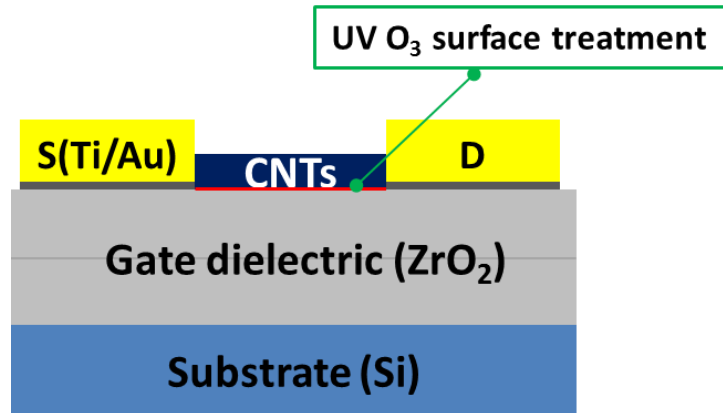 UV O₃ surface treatment
S(Ti/Au)
CNTs
D
Gate dielectric (ZrO₂)
Substrate (Si)